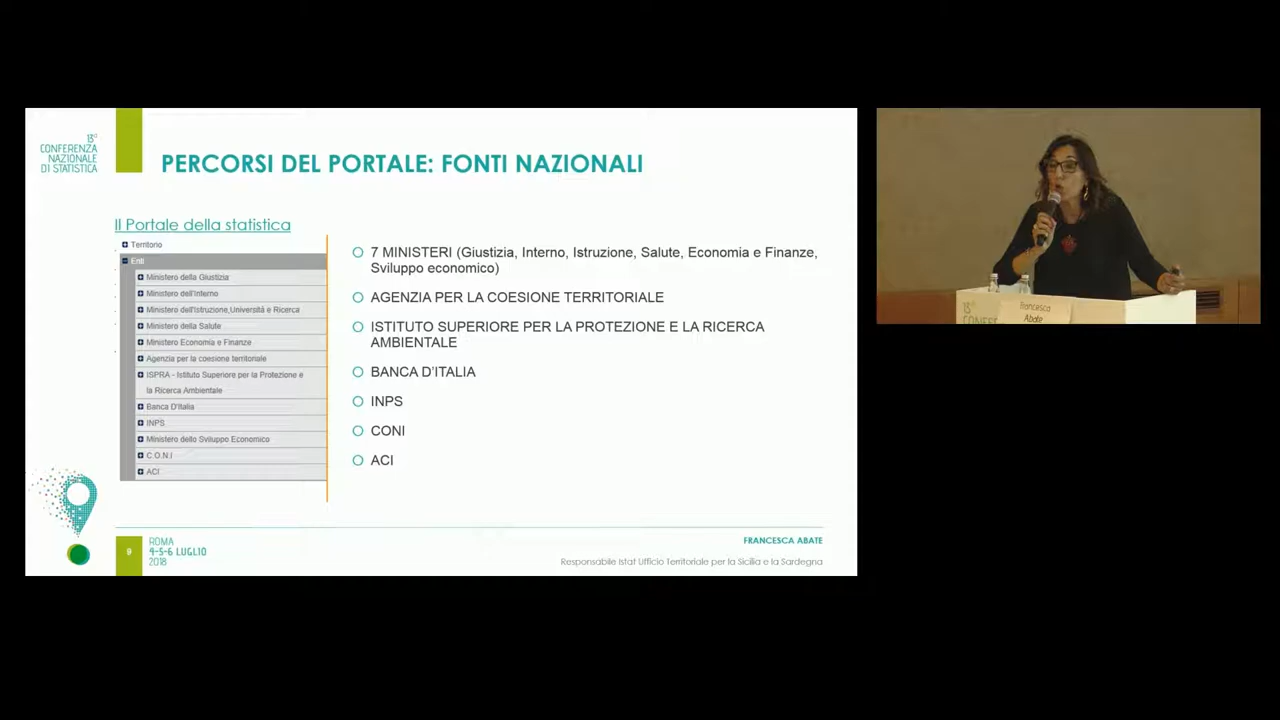 13°
CONFERENZA
NAZIONALE
DI STATISTICA
PERCORSI DEL PORTALE: FONTI NAZIONALI
Il Portale della statistica
Territorio
Enti
Ministero della Giustizia
Ministero dell'Interno
Ministero dell'Istruzione,Università e Ricerca
Ministero della Salute
Ministero Economia e Finanze
Agenzia per la coesione territoriale
ISPRA - Istituto Superiore per la Protezione e
la Ricerca Ambientale
Banca D'Italia
INPS
Ministero dello Sviluppo Economico
C.O.N.I
ACI
7 MINISTERI (Giustizia, Interno, Istruzione, Salute, Economia e Finanze,
Sviluppo economico)
AGENZIA PER LA COESIONE TERRITORIALE
ISTITUTO SUPERIORE PER LA PROTEZIONE E LA RICERCA
AMBIENTALE
BANCA D'ITALIA
INPS
CONI
ACI
9
ROMA
4-5-6 LUGLIO
2018
FRANCESCA ABATE
Responsabile Istat Ufficio Territoriale per la Sicilia e la Sardegna
13°
Francesca
Abate